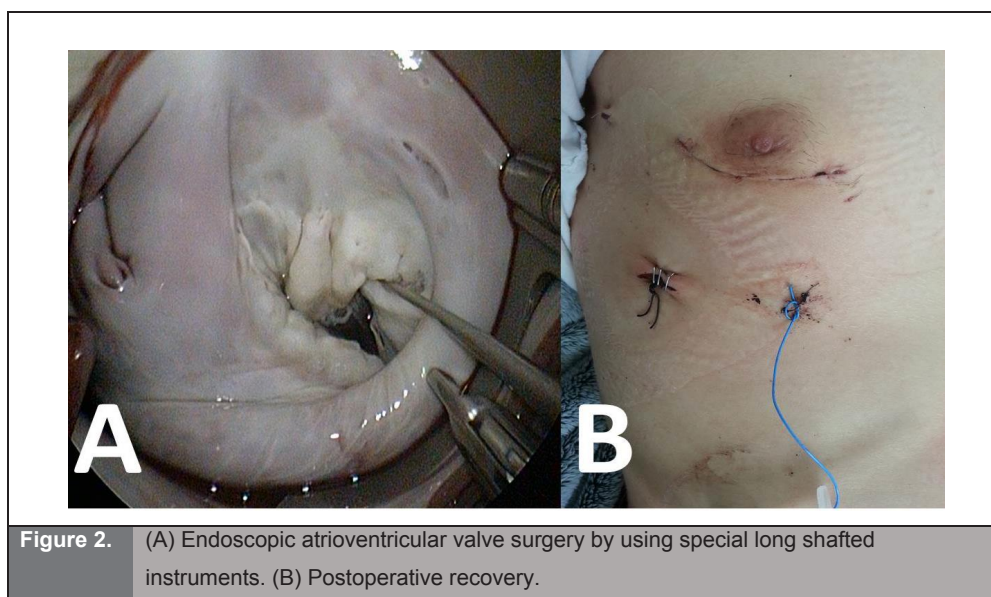 A
B
Figure 2.
(A) Endoscopic atrioventricular valve surgery by using special long shafted
instruments. (B) Postoperative recovery.